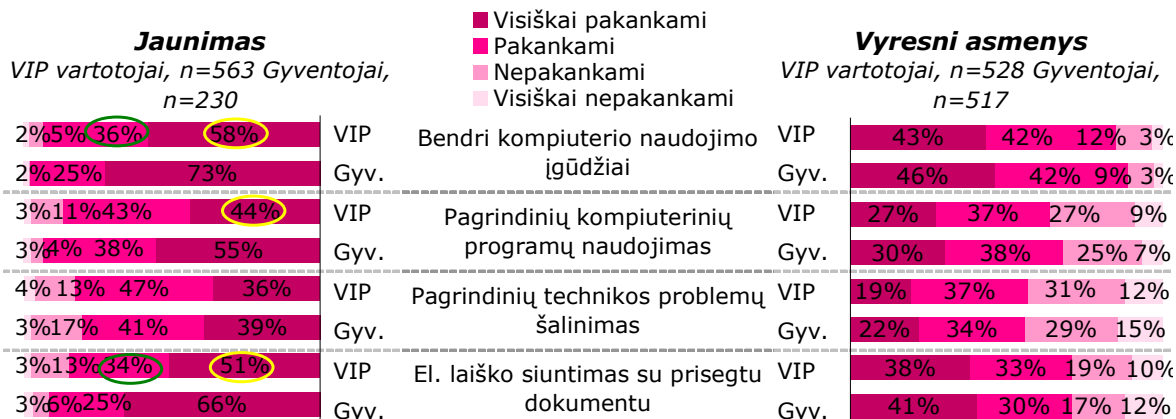 Jaunimas
VIP vartotojai, n=563 Gyventojai,
n=230
Visiškai pakankami
Pakankami
Nepakankami
Visiškai nepakankami
Vyresni asmenys
VIP vartotojai, n=528 Gyventojai,
n=517
2% 5% 36% 58% VIP
2% 25% 73% Gyv.
Bendri kompiuterio naudojimo
įgūdžiai
VIP 43% 42% 12% 3%
Gyv. 46% 42% 9% 3%
3% 11% 43% 44% VIP
3% 4% 38% 55% Gyv.
Pagrindinių kompiuterinių
programų naudojimas
VIP 27% 37% 27% 9%
Gyv. 30% 38% 25% 7%
4% 13% 47% 36% VIP
3% 17% 41% 39% Gyv.
Pagrindinių technikos problemų
šalinimas
VIP 19% 37% 31% 12%
Gyv. 22% 34% 29% 15%
3% 13% 34% 51% VIP
3% 6% 25% 66% Gyv.
El. laiško siuntimas su prisegtu
dokumentu
VIP 38% 33% 19% 10%
Gyv. 41% 30% 17% 12%